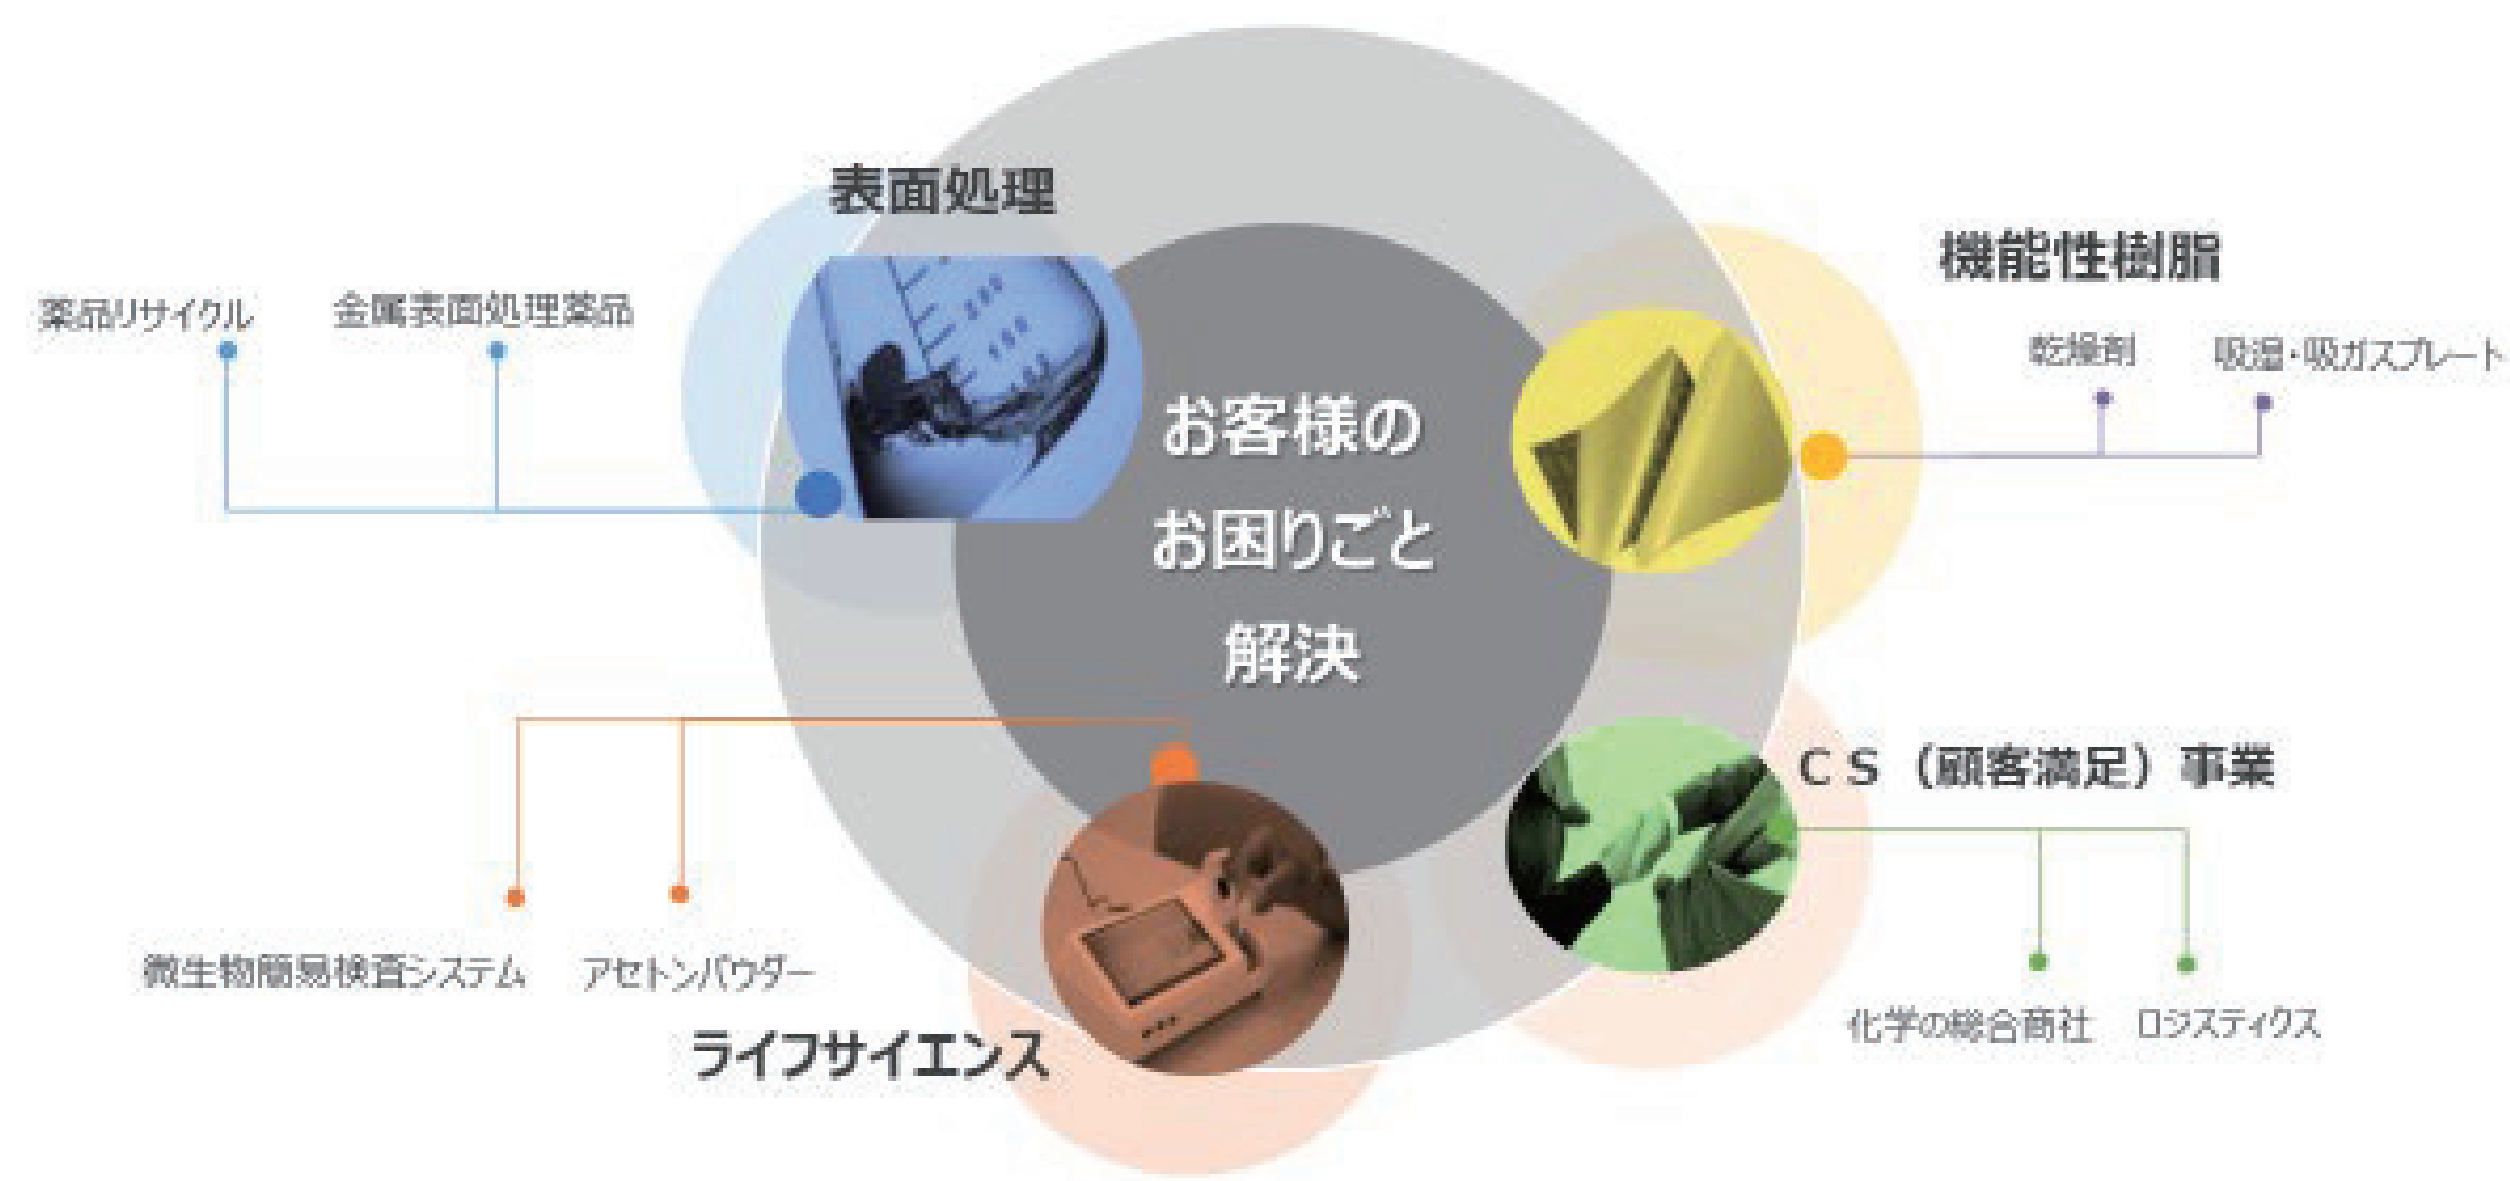 表面処理
薬品リサイクル
金属表面処理薬品
機能性樹脂
乾燥剤
吸湿・吸ガスプレート
お客様の
お困りごと
解決
CS（顧客満足）事業
化学の総合商社
ロジスティクス
微生物簡易検査システム
アセトンパウダー
ライフサイエンス
250
150
100